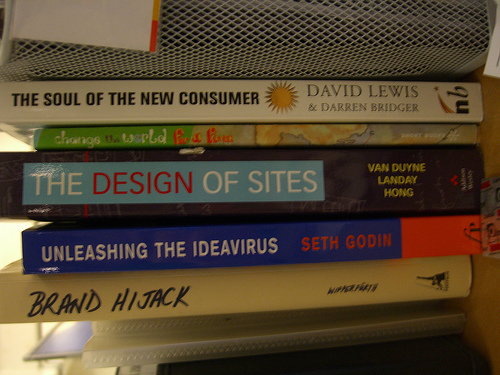 THE SOUL OF THE NEW CONSUMER
DAVID LEWIS
& DARREN BRIDGER
nb
change the world for a fiver
THE DESIGN OF SITES
VAN DUYNE
LANDAY
HONG
UNLEASHING THE IDEAVIRUS SETH GODIN
BRAND HIJACK WIPPERFÜRTH